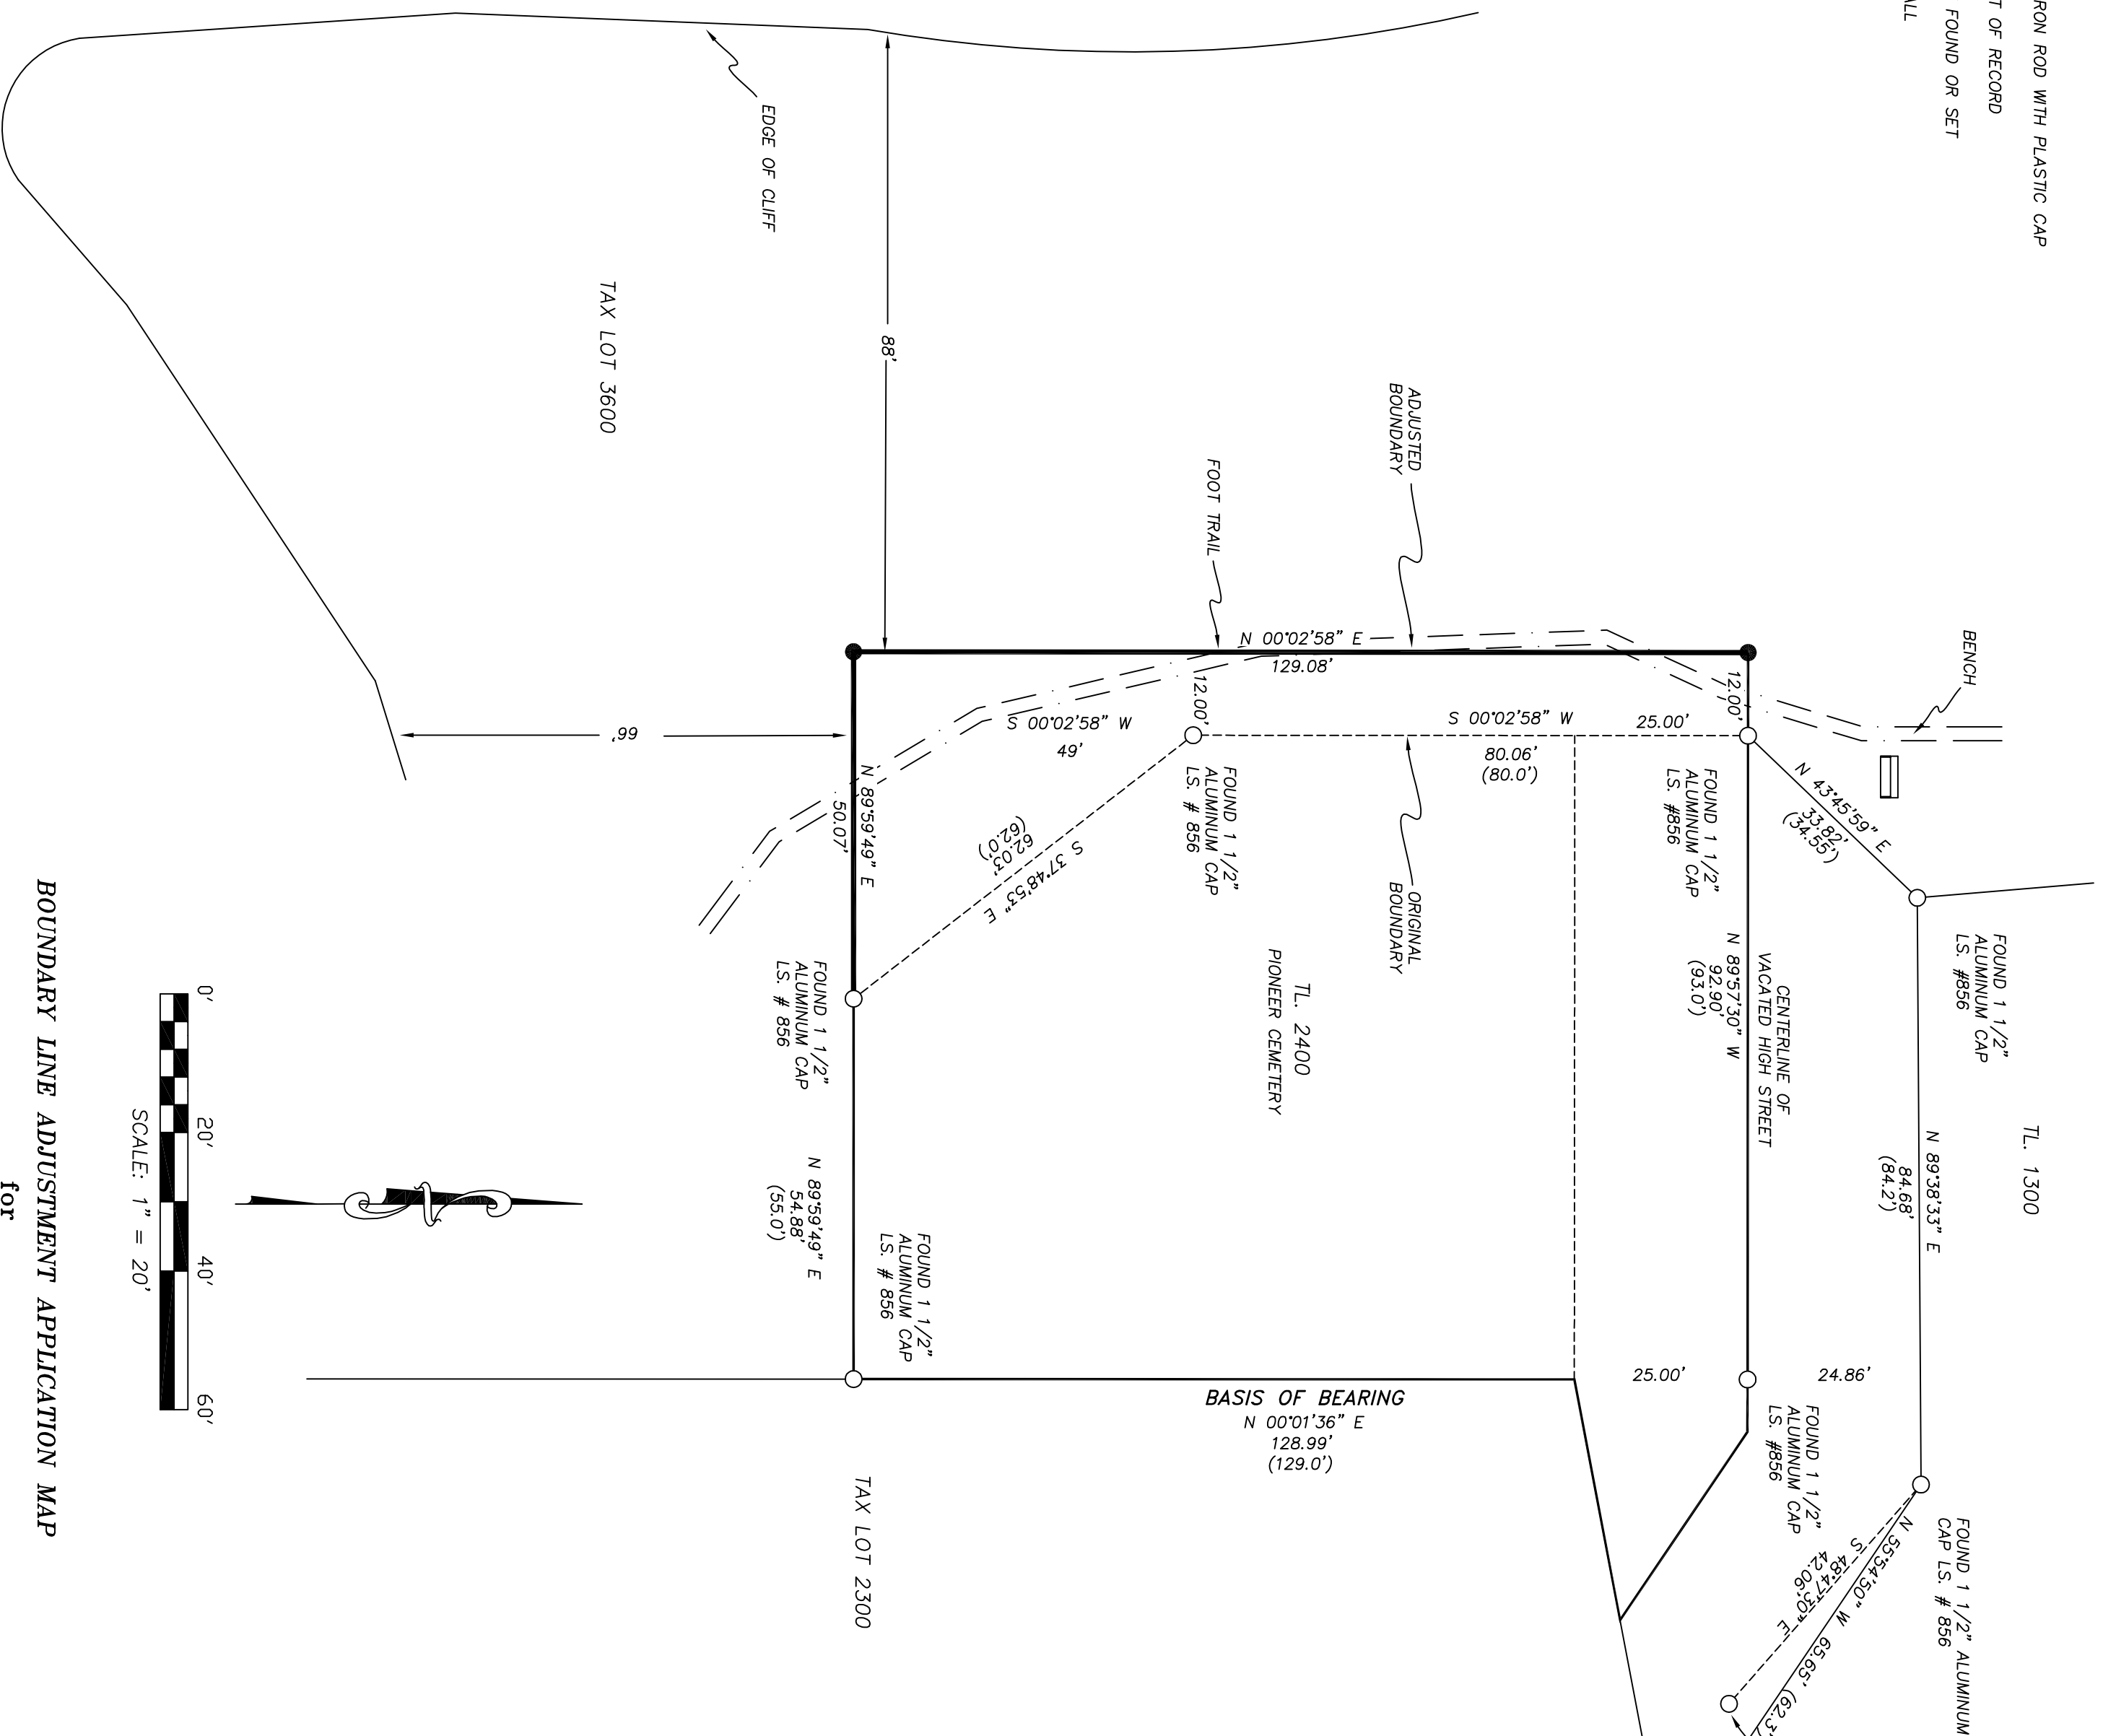 RON ROD WITH PLASTIC CAP
T OF RECORD
FOUND OR SET
ALL
EDGE OF CLIFF
TAX LOT 3600
88'
66'
ADJUSTED
BOUNDARY
FOOT TRAIL
BENCH
N 00°02'58" E
129.08'
12.00'
12.00'
S 00°02'58" W
49'
S 00°02'58" W
25.00'
80.06'
(80.0')
FOUND 1 1/2"
ALUMINUM CAP
LS. # 856
FOUND 1 1/2"
ALUMINUM CAP
LS. #856
N 43°45'59" E
33.82'
(34.55')
N 89°59'49" E
50.07'
S 37°48'53" E
62.03'
(62.0')
ORIGINAL
BOUNDARY
FOUND 1 1/2"
ALUMINUM CAP
LS. #856
CENTERLINE OF
VACATED HIGH STREET
N 89°57'30" W
92.90'
(93.0')
TL. 2400
PIONEER CEMETERY
TL. 1300
N 89°38'33" E
84.68'
(84.2')
FOUND 1 1/2"
ALUMINUM CAP
LS. # 856
N 89°59'49" E
54.88'
(55.0')
FOUND 1 1/2"
ALUMINUM CAP
LS. # 856
25.00'
24.86'
BASIS OF BEARING
N 00°01'36" E
128.99'
(129.0')
FOUND 1 1/2"
ALUMINUM CAP
LS. #856
FOUND 1 1/2" ALUMINUM
CAP LS. # 856
N 55°54'50" W 65.65' (62.3'
S 48°47'30" E
42.06'
TAX LOT 2300
0' 20' 40' 60'
SCALE: 1" = 20'
BOUNDARY LINE ADJUSTMENT APPLICATION MAP
for